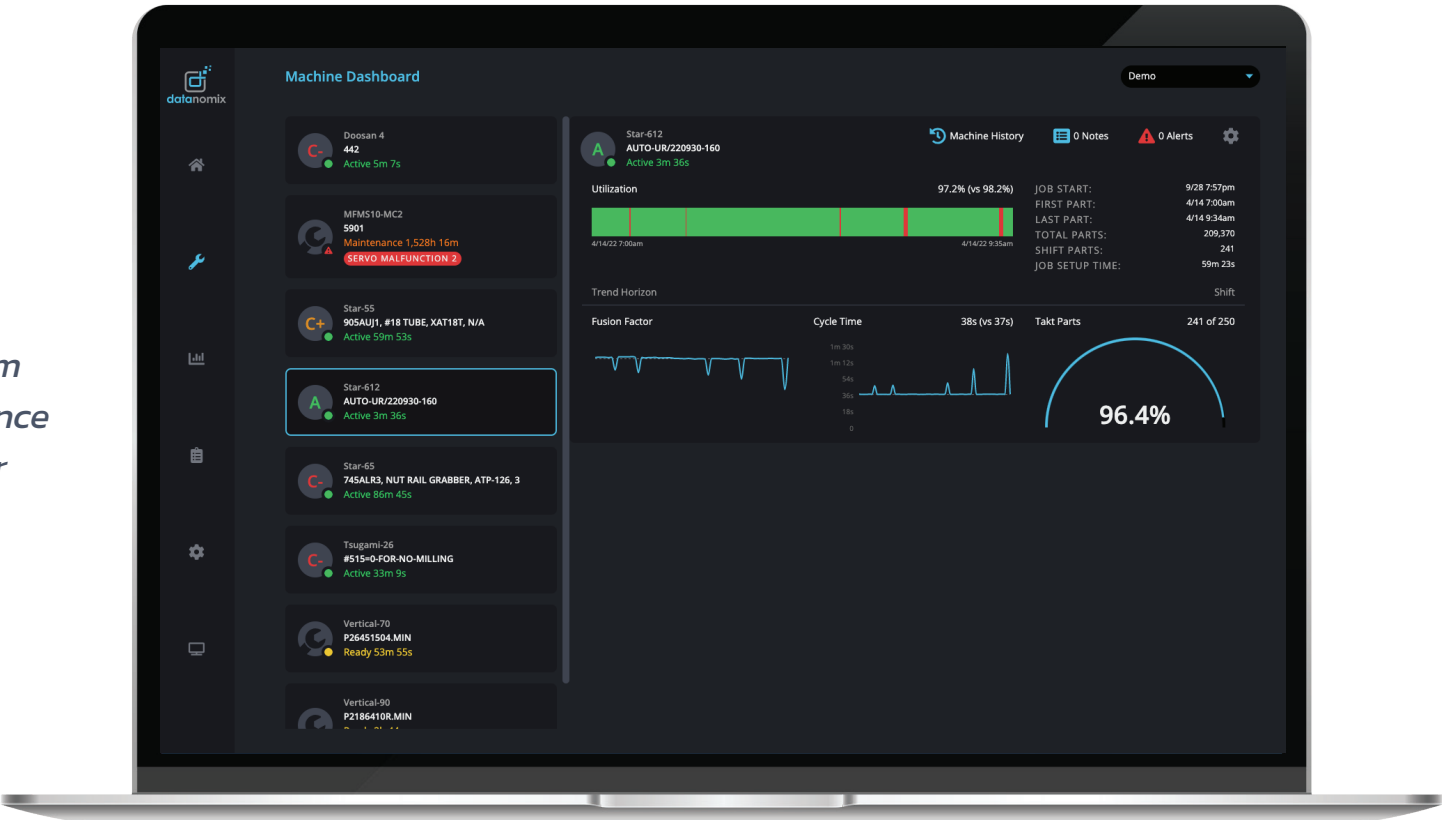 datanomix
Machine Dashboard
Demo
C-
Doosan 4
442
Active 5m 7s
MFMS10-MC2
5901
Maintenance 1,528h 16m
SERVO MALFUNCTION 2
C+
Star-55
905AUJ1, #18 TUBE, XAT18T, N/A
Active 59m 53s
A
Star-612
AUTO-UR/220930-160
Active 3m 36s
C-
Star-65
745ALR3, NUT RAIL GRABBER, ATP-126, 3
Active 86m 45s
C-
Tsugami-26
#515=0-FOR-NO-MILLING
Active 33m 9s
Vertical-70
P26451504.MIN
Ready 53m 55s
Vertical-90
P2186410R.MIN
A
Star-612
AUTO-UR/220930-160
Active 3m 36s
Machine History
0 Notes
0 Alerts
Utilization 97.2% (vs 98.2%)
4/14/22 7:00am 4/14/22 9:35am
JOB START: 9/28 7:57pm
FIRST PART: 4/14 7:00am
LAST PART: 4/14 9:34am
TOTAL PARTS: 209,370
SHIFT PARTS: 241
JOB SETUP TIME: 59m 23s
Trend Horizon Shift
Fusion Factor
Cycle Time 38s (vs 37s)
1m 30s
1m 12s
54s
36s
18s
0
Takt Parts 241 of 250
96.4%